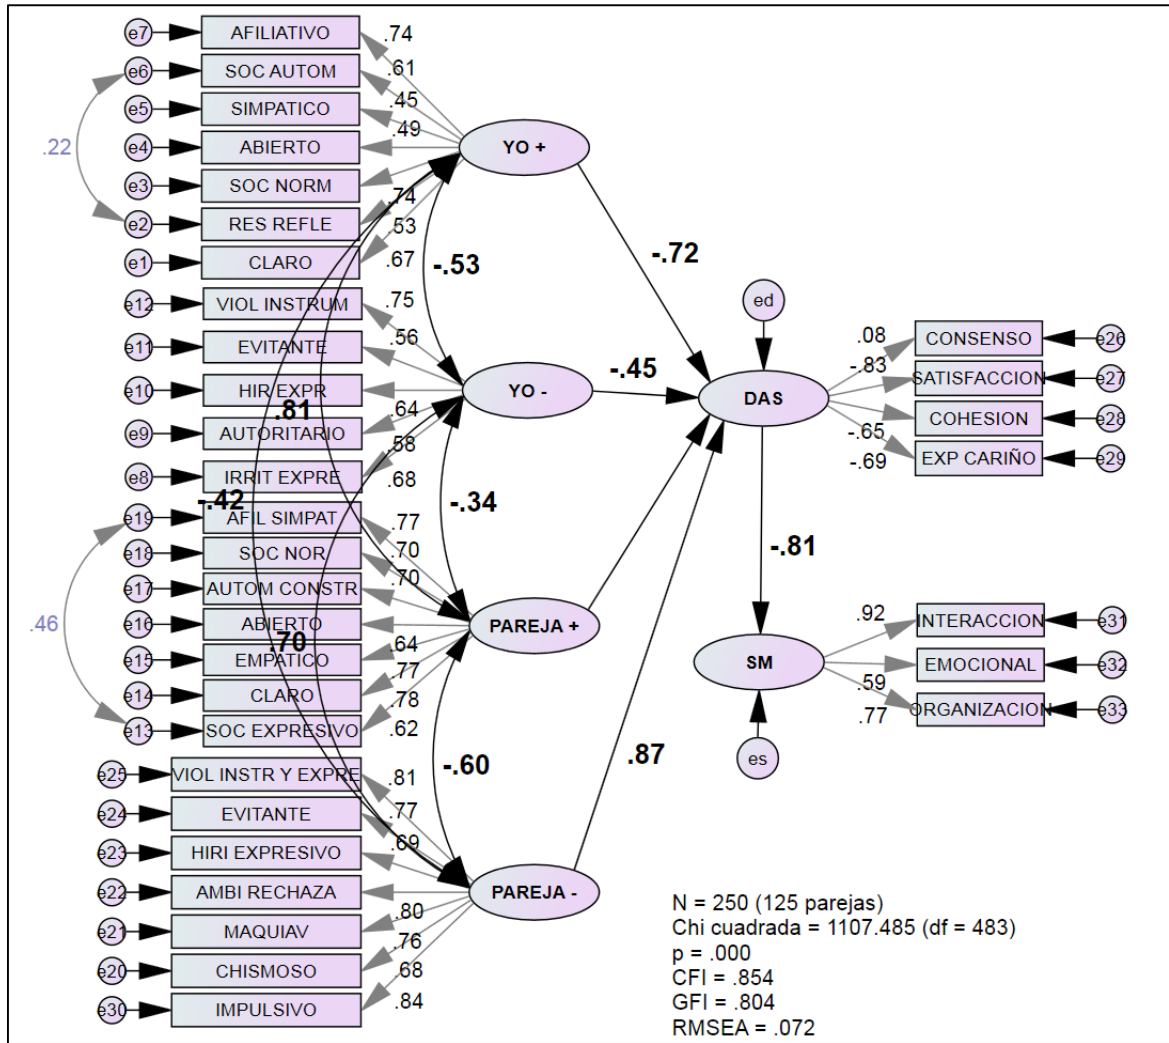 e7 AFILIATIVO .74
e6 SOC AUTOM .61
e5 SIMPATICO .45
e4 ABIERTO .49
YO +
.22
e3 SOC NORM .74
e2 RES REFLE .53
e1 CLARO .67
-.53
-.72
e12 VIOL INSTRUM .75
ed
e11 EVITANTE .56
.08 CONSENSO e26
e10 HIR EXPR
YO -
-.45
-.83 SATISFACCION e27
DAS
e9 AUTORITARIO .64
.81
-.65 COHESION e28
e8 IRRIT EXPRE .58
.68
-.69 EXP CARIÑO e29
-.42
-.34
e19 AFIL SIMPAT .77
e18 SOC NOR .70
-.81
e17 AUTOM CONSTR .70
e16 ABIERTO
PAREJA +
.46
.92 INTERACCION e31
e15 EMPATICO .64
.70
SM
EMOCIONAL e32
e14 CLARO .77
.78
.59
e13 SOC EXPRESIVO .62
.77 ORGANIZACION e33
-.60
.87
es
e25 VIOL INSTR Y EXPRE .81
e24 EVITANTE .77
e23 HIRI EXPRESIVO .69
e22 AMBI RECHAZA
PAREJA -
e21 MAQUIAV .80
e20 CHISMOSO .76
.68
e30 IMPULSIVO .84
N = 250 (125 parejas)
Chi cuadrada = 1107.485 (df = 483)
p = .000
CFI = .854
GFI = .804
RMSEA = .072